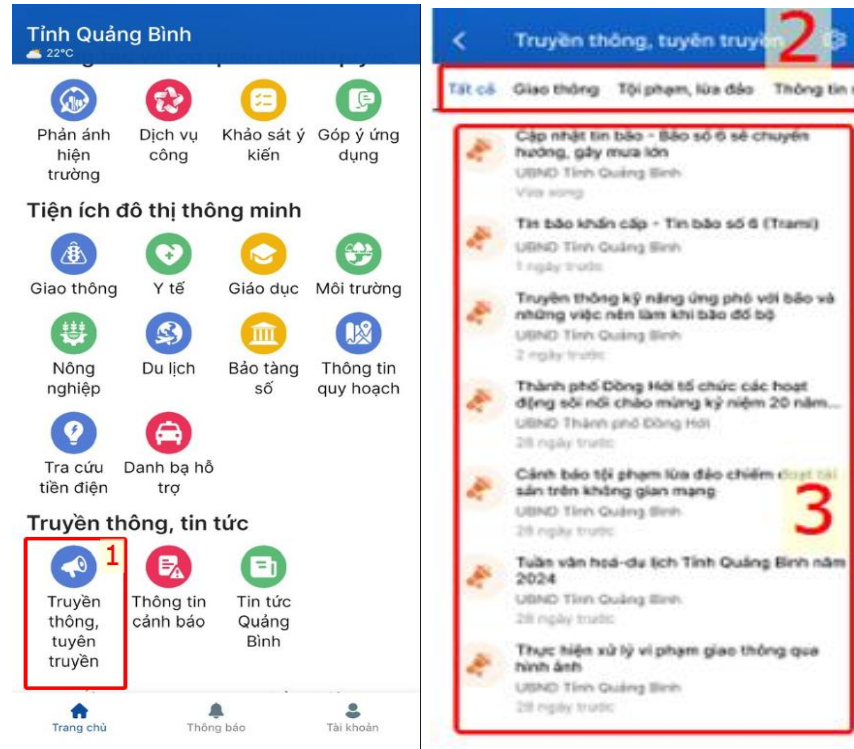 Tỉnh Quảng Bình
22°C
Phản ánh hiện trường
Dịch vụ công
Khảo sát ý kiến
Góp ý ứng dụng
Tiện ích đô thị thông minh
Giao thông
Y tế
Giáo dục
Môi trường
Nông nghiệp
Du lịch
Bảo tàng số
Thông tin quy hoạch
Tra cứu tiền điện
Danh bạ hỗ trợ
Truyền thông, tin tức
1
Truyền thông, tuyên truyền
Thông tin cảnh báo
Tin tức Quảng Bình
Trang chủ
Thông báo
Tài khoản
Truyền thông, tuyên truyền
2
Tất cả
Giao thông
Tội phạm, lừa đảo
Thông tin
Cập nhật tin bão - Bão số 6 sẽ chuyển
hướng, gây mưa lớn
UBND Tỉnh Quảng Bình
Vừa xong
Tin bão khẩn cấp - Tin bão số 6 (Trami)
UBND Tỉnh Quảng Bình
1 ngày trước
Truyền thông kỹ năng ứng phó với bão và
những việc nên làm khi bão đổ bộ
UBND Tỉnh Quảng Bình
2 ngày trước
Thành phố Đồng Hới tổ chức các hoạt
động sôi nổi chào mừng kỷ niệm 20 năm...
UBND Thành phố Đồng Hới
28 ngày trước
Cảnh báo tội phạm lừa đảo chiếm đoạt tài
sản trên không gian mạng
3
UBND Tỉnh Quảng Bình
28 ngày trước
Tuần văn hoá-du lịch Tỉnh Quảng Bình năm
2024
UBND Tỉnh Quảng Bình
28 ngày trước
Thực hiện xử lý vi phạm giao thông qua
hình ảnh
UBND Tỉnh Quảng Bình
28 ngày trước